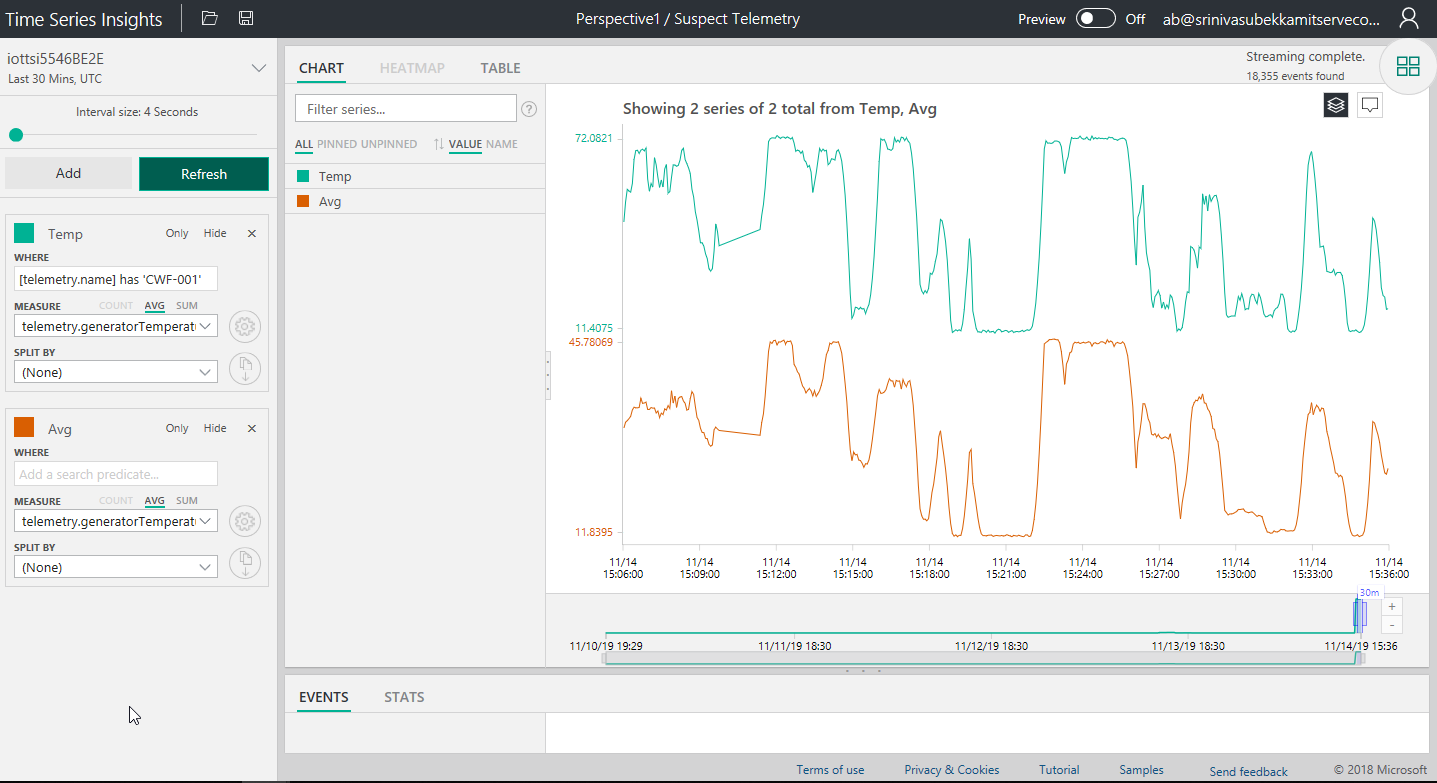 Time Series Insights
Perspective1 / Suspect Telemetry
Preview Off ab@srinivasubekkamitserveco...
iottsi5546BE2E
Last 30 Mins, UTC
Interval size: 4 Seconds
Add Refresh
Temp Only Hide ×
WHERE
[telemetry.name] has 'CWF-001'
MEASURE COUNT AVG SUM
telemetry.generatorTemperat
SPLIT BY
(None)
Avg Only Hide ×
WHERE
Add a search predicate...
MEASURE COUNT AVG SUM
telemetry.generatorTemperat
SPLIT BY
(None)
CHART HEATMAP TABLE
Streaming complete.
18,355 events found
Filter series... ?
ALL PINNED UNPINNED VALUE NAME
Temp
Avg
Showing 2 series of 2 total from Temp, Avg
72.0821
11.4075
45.78069
11.8395
11/14 11/14 11/14 11/14 11/14 11/14 11/14 11/14 11/14 11/14 11/14
15:06:00 15:09:00 15:12:00 15:15:00 15:18:00 15:21:00 15:24:00 15:27:00 15:30:00 15:33:00 15:36:00
30m
+
-
11/10/19 19:29 11/11/19 18:30 11/12/19 18:30 11/13/19 18:30 11/14/19 15:36
EVENTS STATS
Terms of use Privacy & Cookies Tutorial Samples Send feedback © 2018 Microsoft